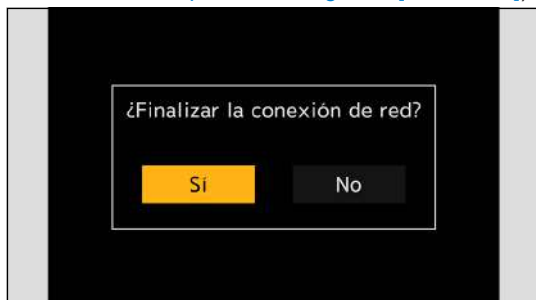 ¿Finalizar la conexión de red?
Sí
No